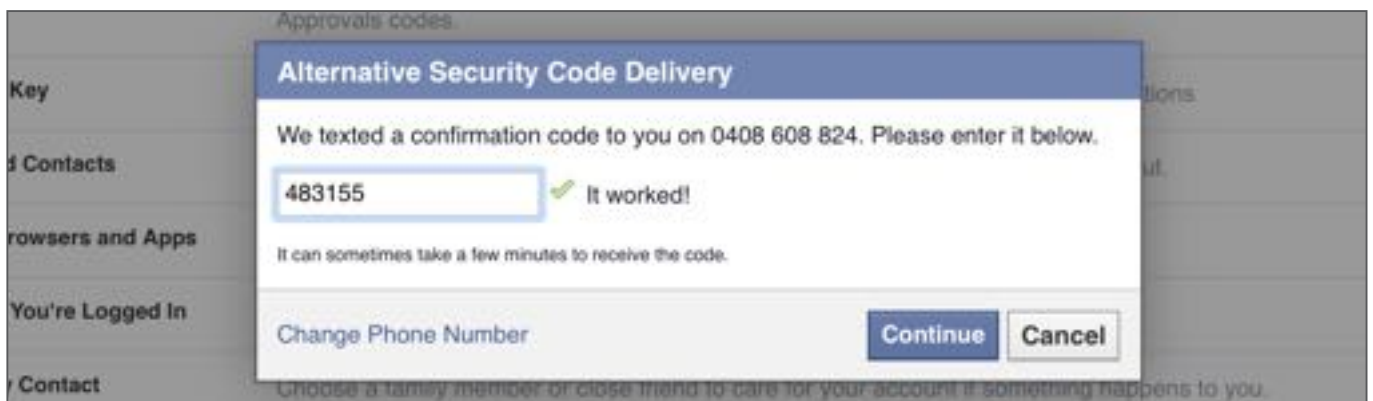 Approvals codes.
Alternative Security Code Delivery
Key
tions
We texted a confirmation code to you on 0408 608 824. Please enter it below.
d Contacts
ut.
483155
It worked!
rowsers and Apps
It can sometimes take a few minutes to receive the code.
You're Logged In
Change Phone Number
Continue
Cancel
y Contact
Choose a family member or close friend to care for your account if something happens to you.